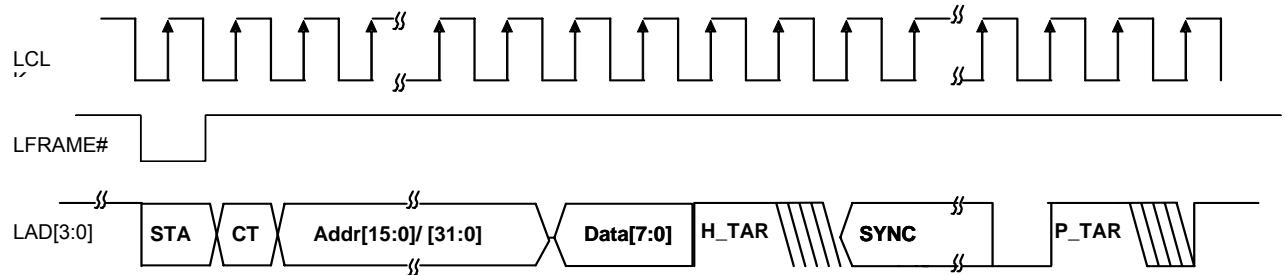 LCL
LFRAME#
LAD[3:0]
STA CT Addr[15:0]/ [31:0] Data[7:0] H_TAR SYNC P_TAR